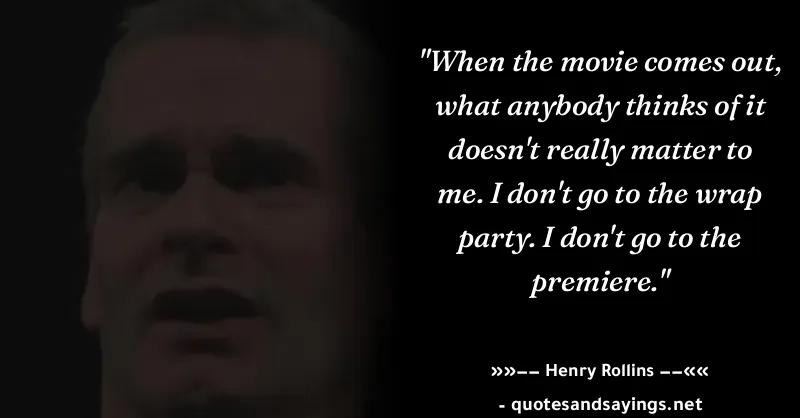 "When the movie comes out,
what anybody thinks of it
doesn't really matter to
me. I don't go to the wrap
party. I don't go to the
premiere."
»»—— Henry Rollins ——««
- quotesandsayings.net